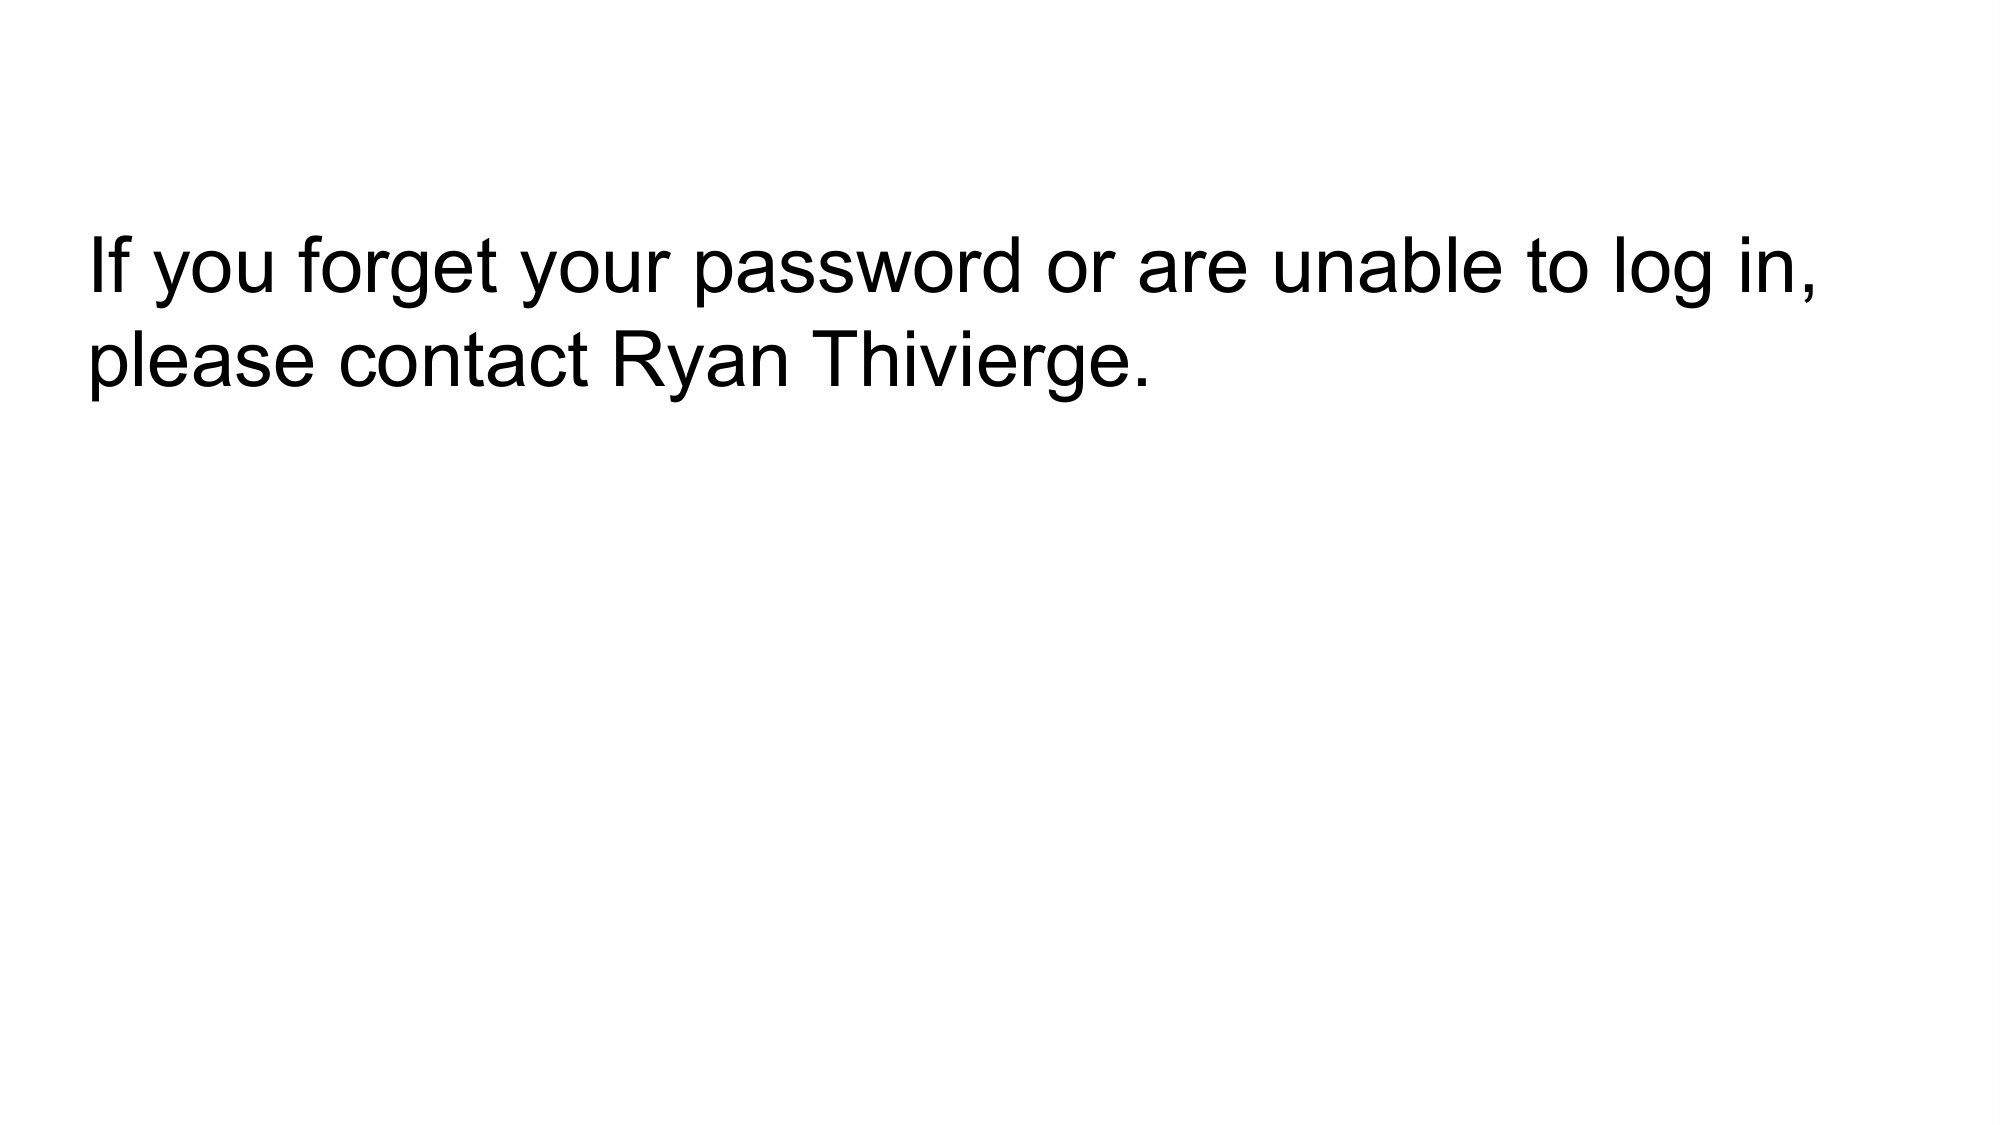 If you forget your password or are unable to log in,
please contact Ryan Thivierge.